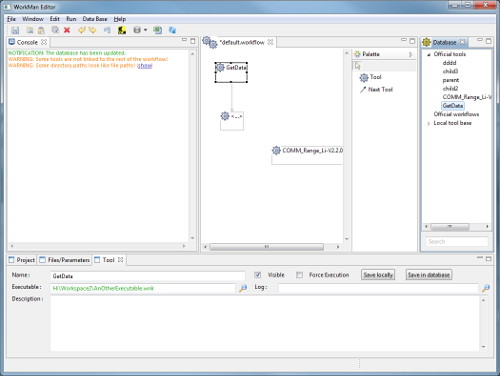 WorkMan Editor
File Window Edit Run Data Base Help
Console
NOTIFICATION: The database has been updated.
WARNING: Some tools are not linked to the rest of the workflow!
WARNING: Some directory paths look like file paths! (show)
*default.workflow
GetData
<...>
COMM_Range_Li-V2.2.0
Palette
Tool
Next Tool
Database
Official tools
dddd
child3
parent
child2
COMM_Range_Li-V2
GetData
Official workflows
Local tool base
Search
Project Files/Parameters Tool
Name: GetData Visible Force Execution Save locally Save in database
Executable: H:\Workspace2\AnOtherExecutable.wnk Log:
Description: